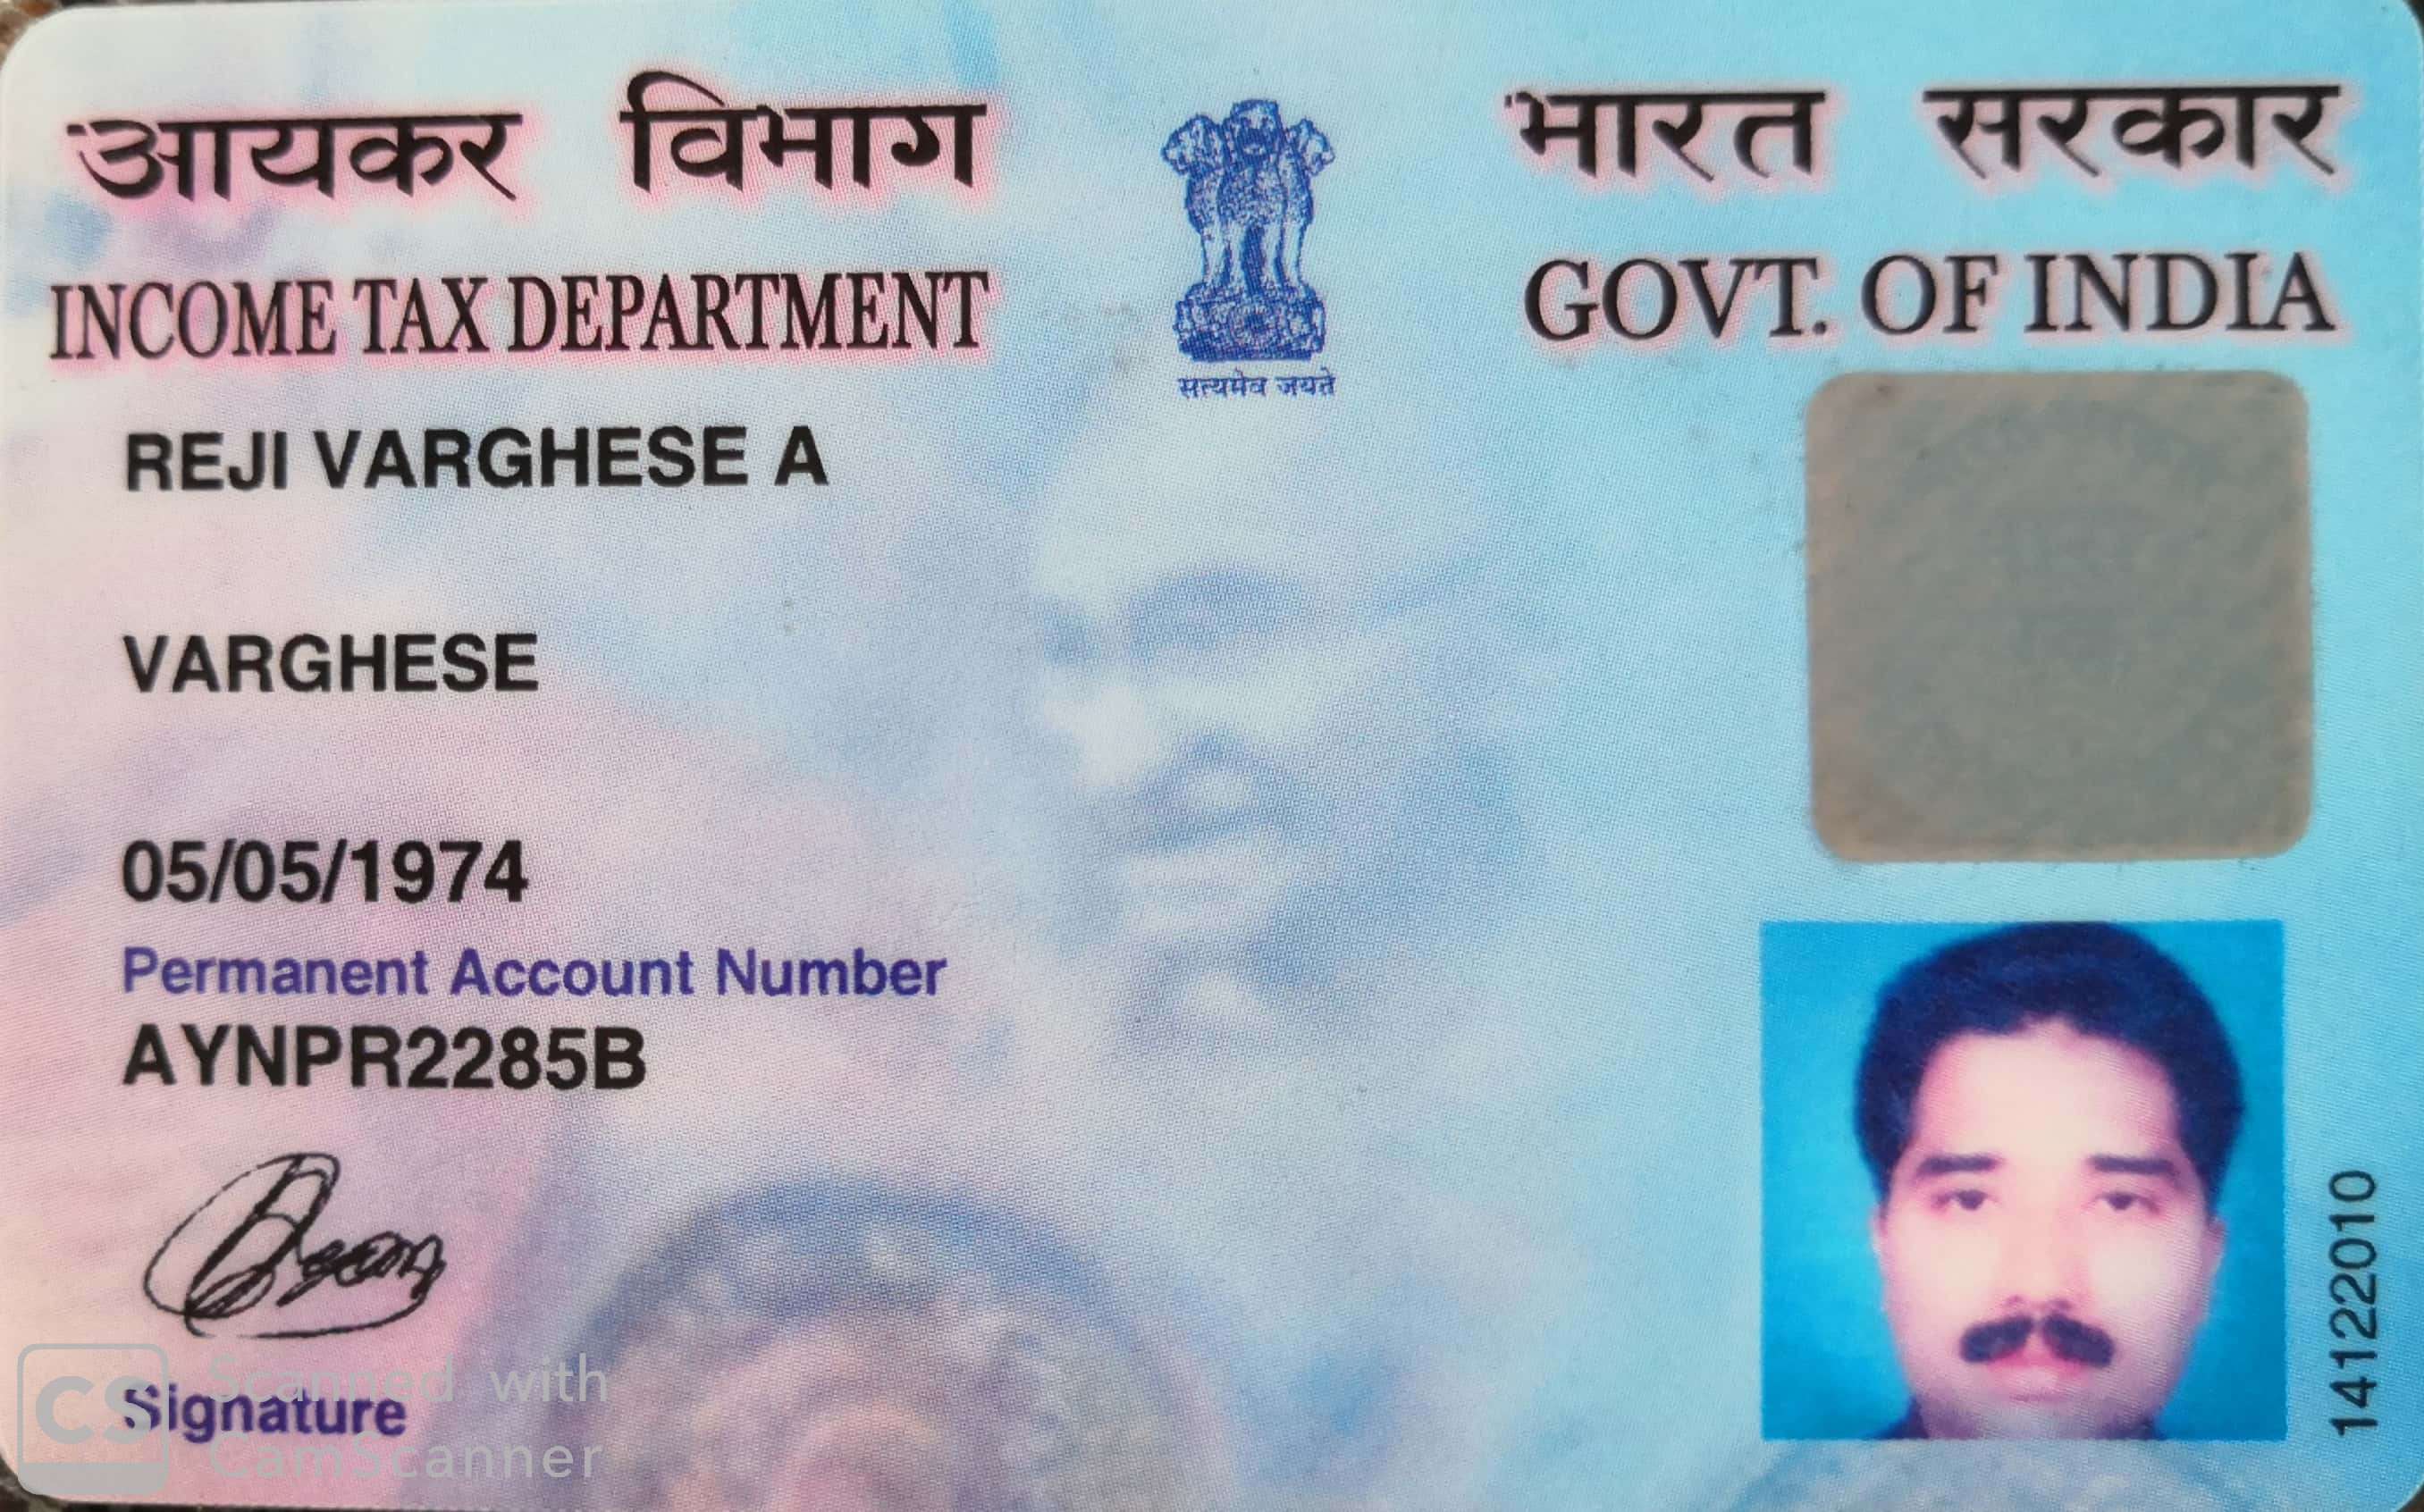 आयकर विभाग
भारत सरकार
INCOME TAX DEPARTMENT
GOVT. OF INDIA
सत्यमेव जयते
REJI VARGHESE A
VARGHESE
05/05/1974
Permanent Account Number
AYNPR2285B
Signature
14122010
CS
Scanned with
CamScanner